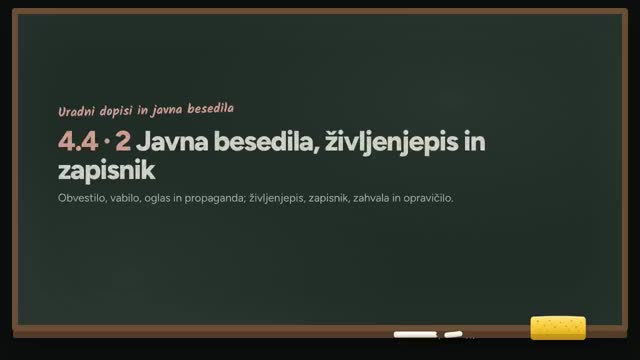 Uradni dopisi in javna besedila
4.4 · 2 Javna besedila, življenjepis in
zapisnik
Obvestilo, vabilo, oglas in propaganda; življenjepis, zapisnik, zahvala in opravičilo.